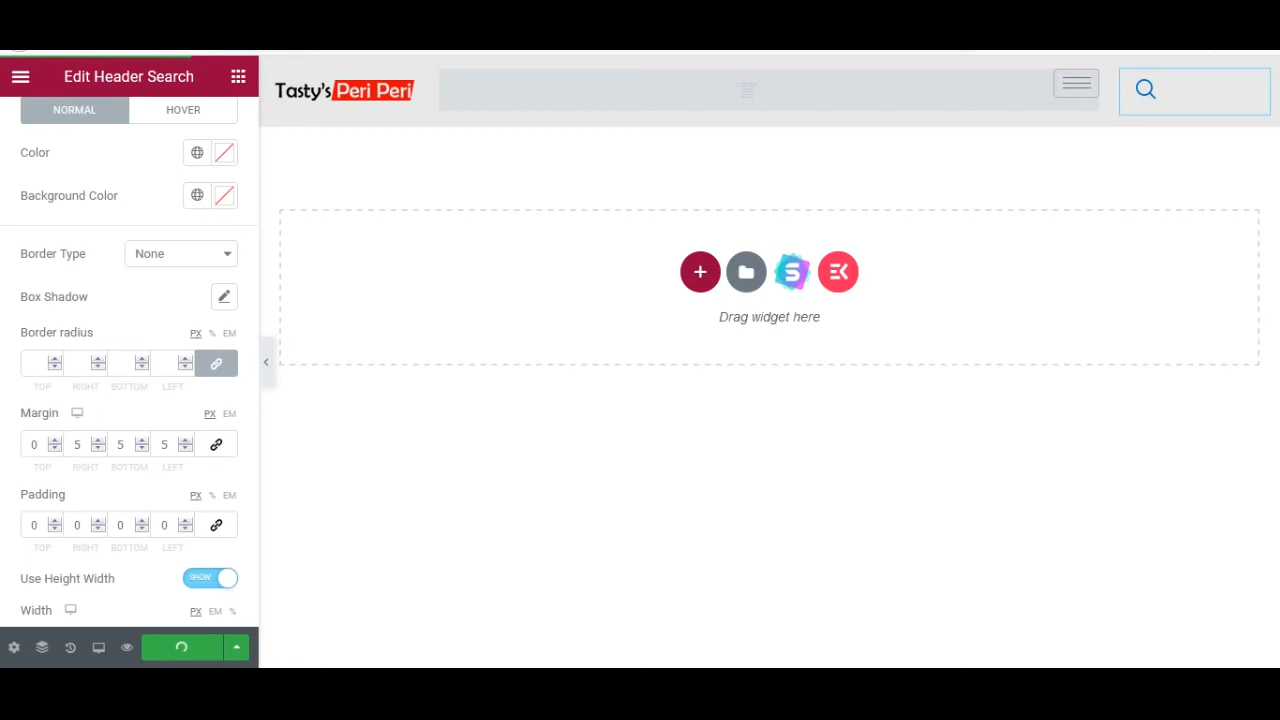 Edit Header Search
NORMAL HOVER
Color
Background Color
Border Type None
Box Shadow
Border radius PX % EM
TOP RIGHT BOTTOM LEFT
Margin PX EM
0 5 5 5
TOP RIGHT BOTTOM LEFT
Padding PX % EM
0 0 0 0
TOP RIGHT BOTTOM LEFT
Use Height Width SHOW
Width PX EM %
Tasty's Peri Peri
Drag widget here